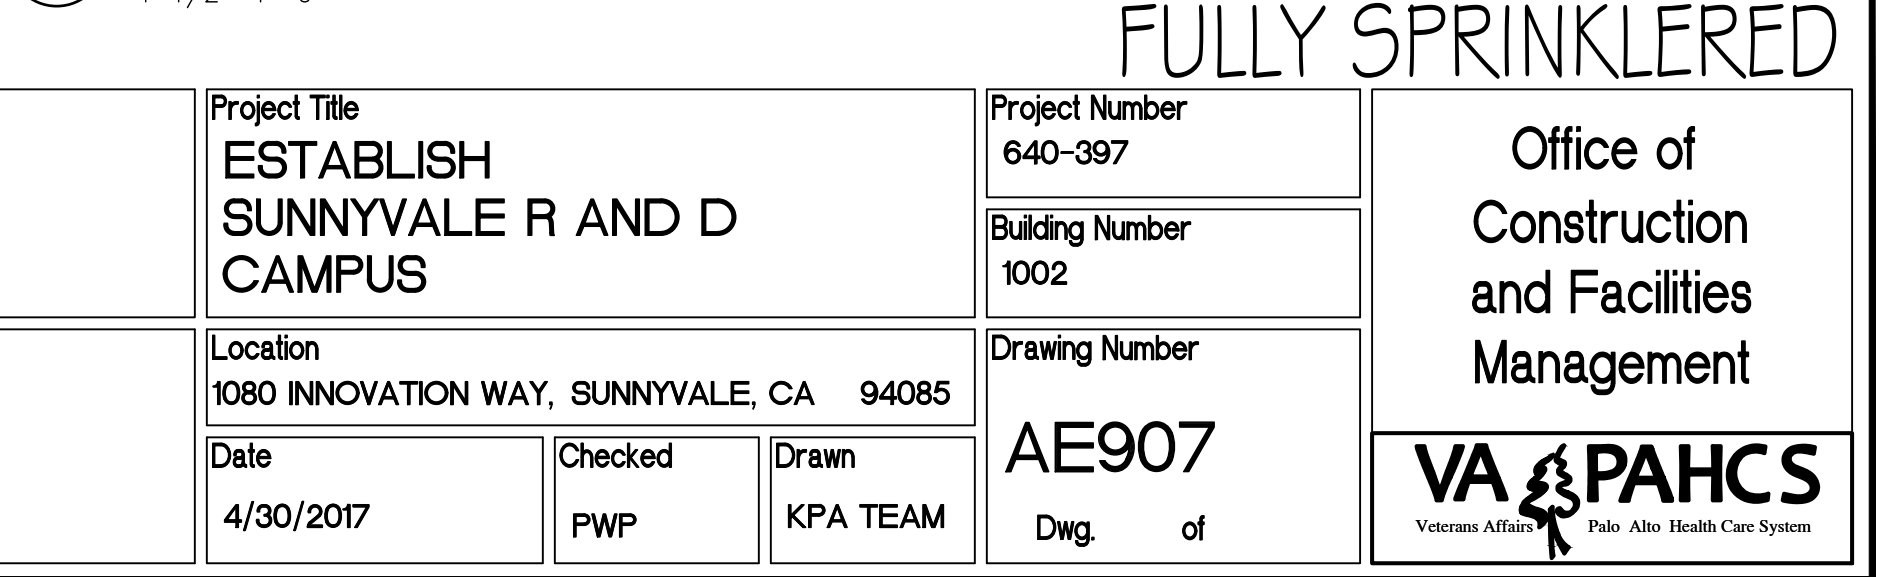 FULLY SPRINKLERED
Project Title
ESTABLISH
SUNNYVALE R AND D
CAMPUS
Project Number
640-397
Building Number
1002
Office of
Construction
and Facilities
Management
Location
1080 INNOVATION WAY, SUNNYVALE, CA 94085
Drawing Number
AE907
Dwg. of
Date
4/30/2017
Checked
PWP
Drawn
KPA TEAM
VA PAHCS
Veterans Affairs Palo Alto Health Care System